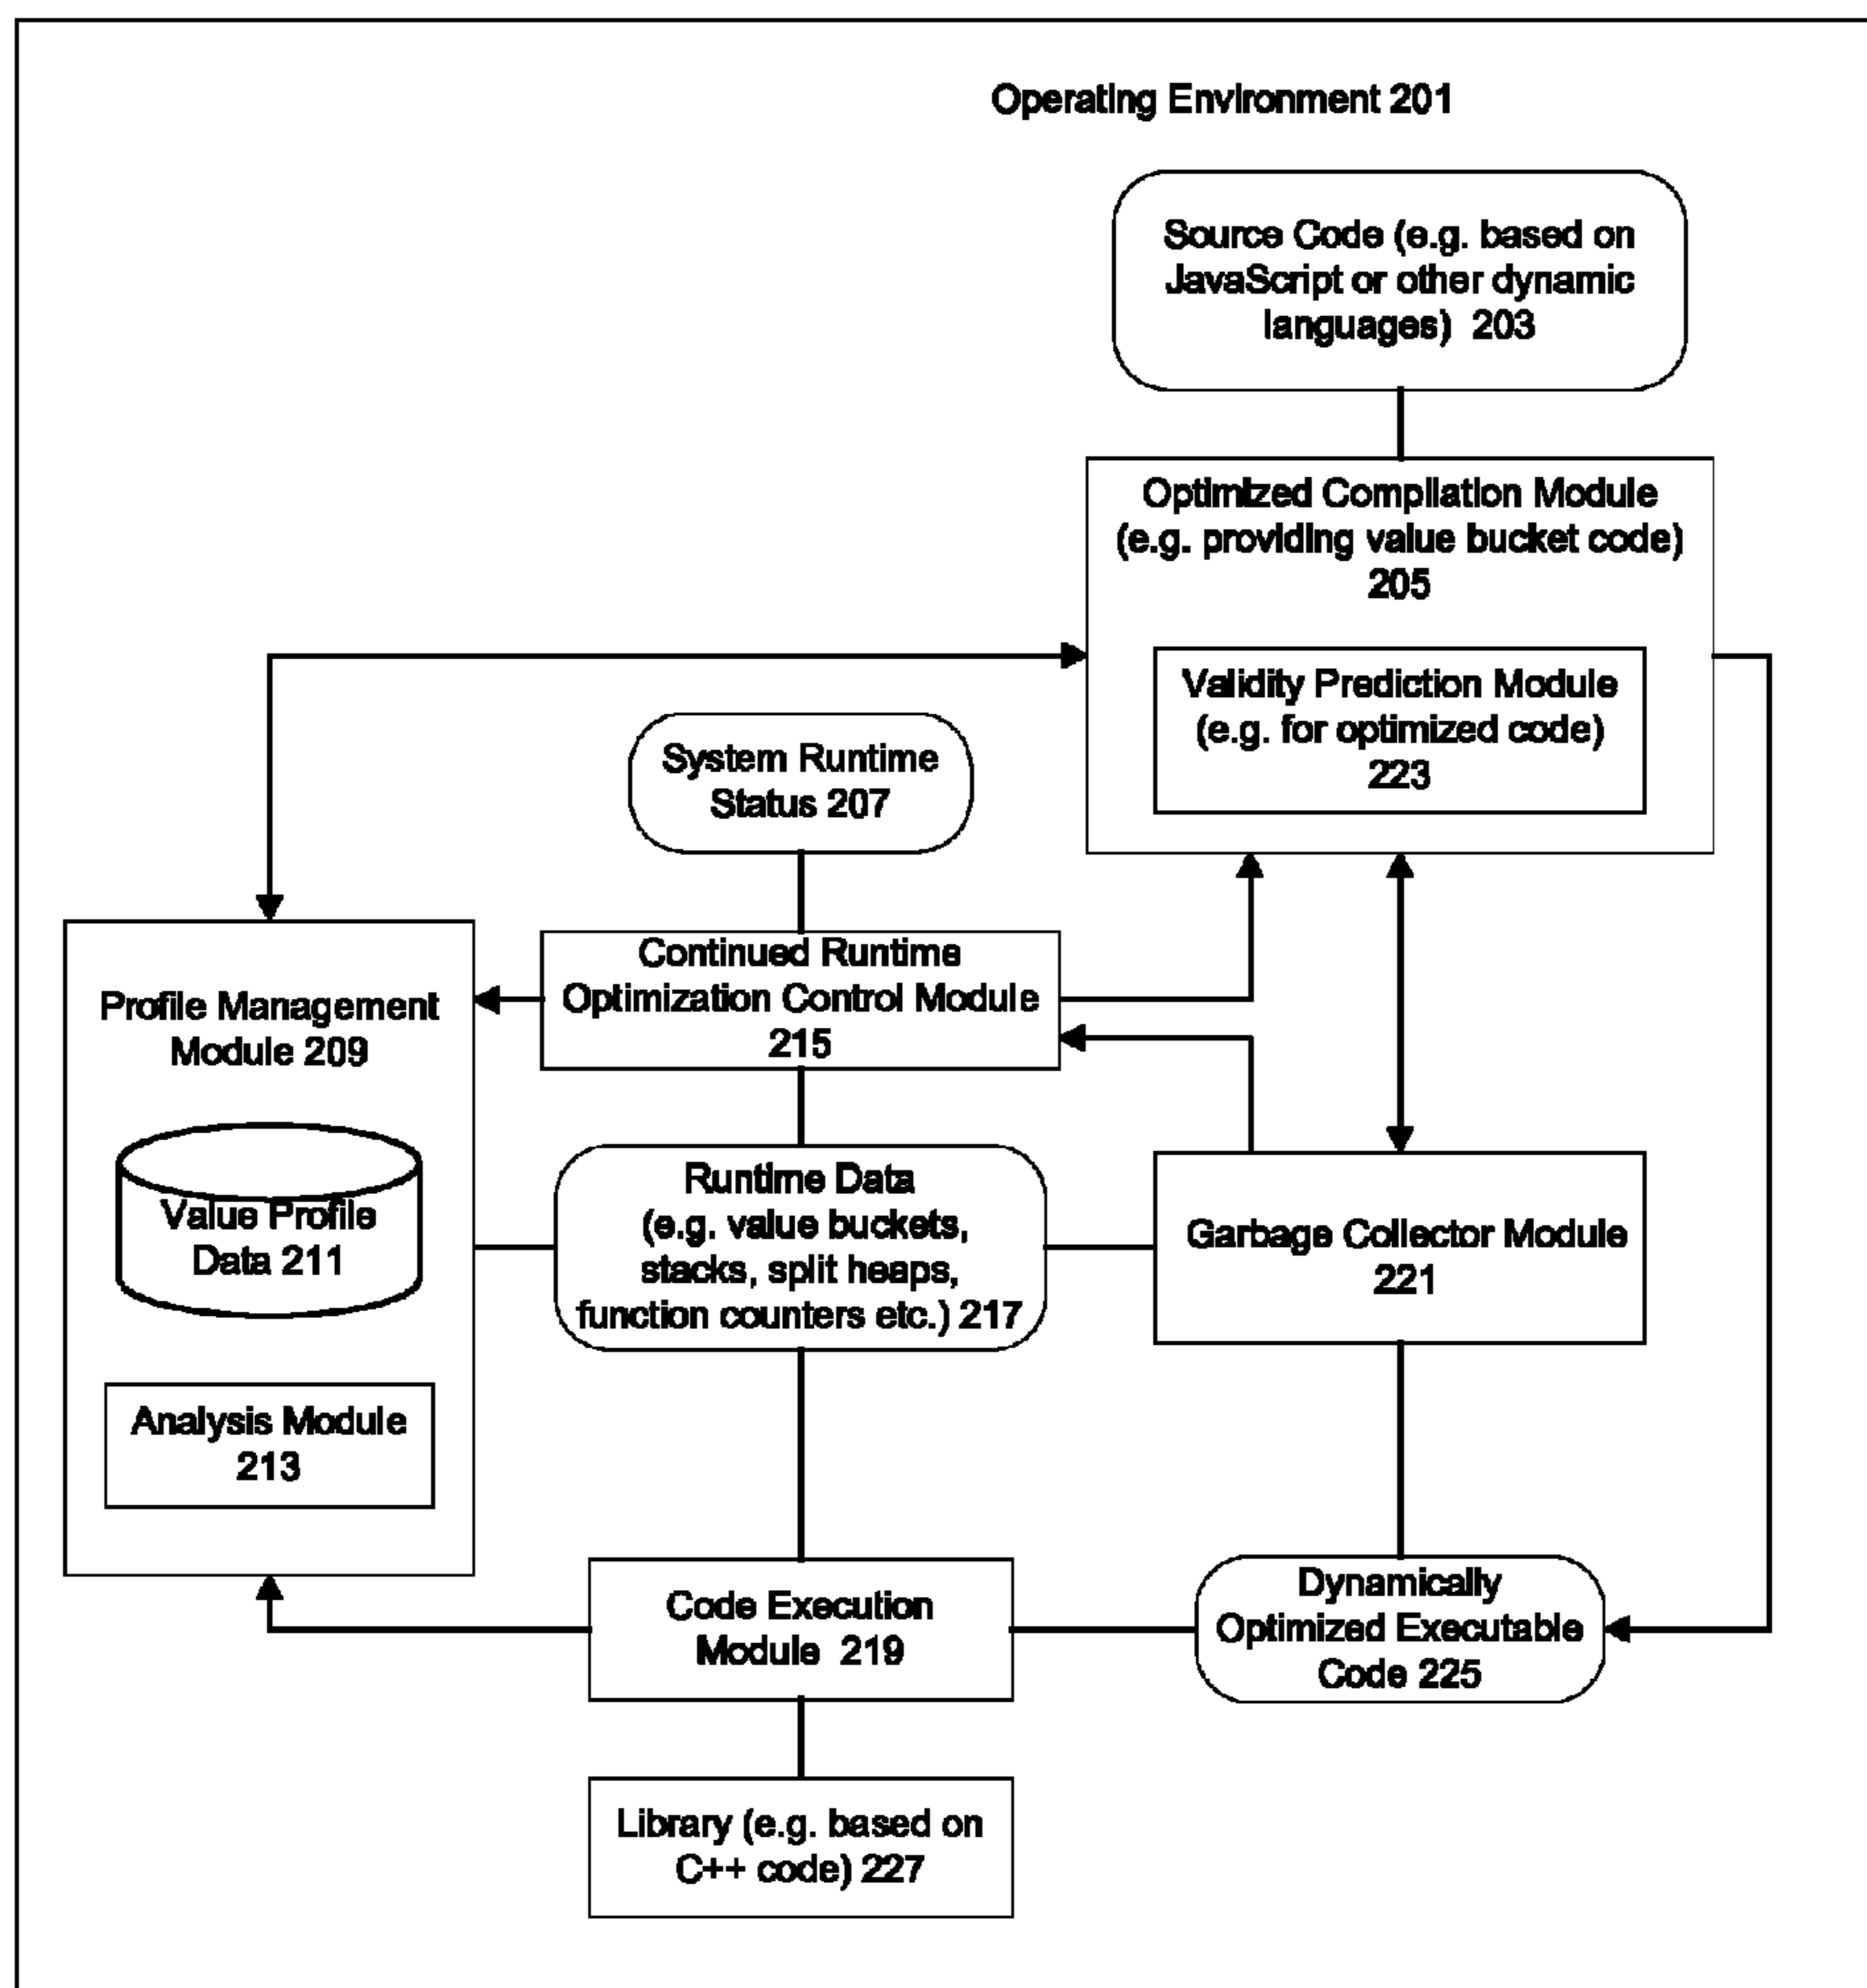 Operating Environment 201
Source Code (e.g. based on
JavaScript or other dynamic
languages) 203
Optimized Compilation Module
(e.g. providing value bucket code)
205
Validity Prediction Module
(e.g. for optimized code)
223
System Runtime
Status 207
Continued Runtime
Optimization Control Module
215
Profile Management
Module 209
Value Profile
Data 211
Analysis Module
213
Runtime Data
(e.g. value buckets,
stacks, split heaps,
function counters etc.) 217
Garbage Collector Module
221
Code Execution
Module 219
Dynamically
Optimized Executable
Code 225
Library (e.g. based on
C++ code) 227